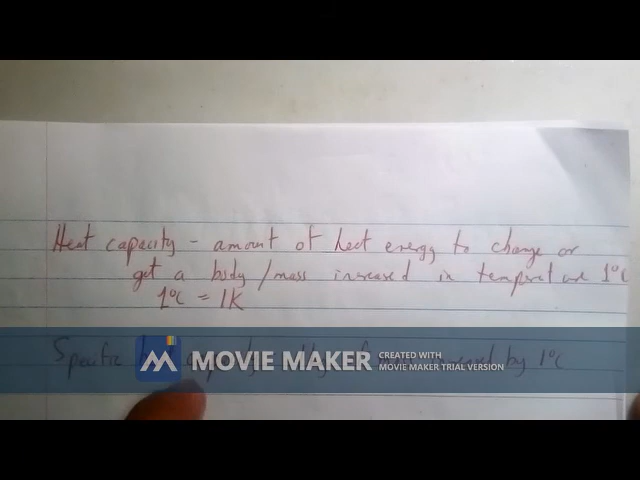 Heat capacity - amount of heat energy to change or
get a body/mass increased in temperature 1°C
1°C = 1K
Specific by 1°C
MOVIE MAKER
CREATED WITH
MOVIE MAKER TRIAL VERSION